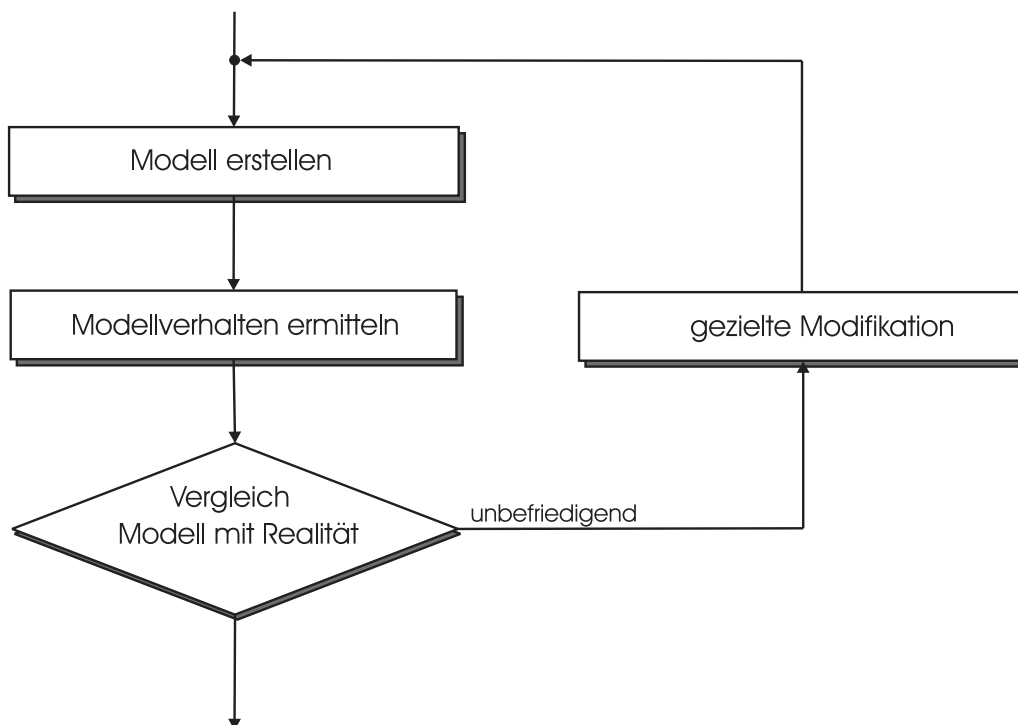 Modell erstellen
Modellverhalten ermitteln
gezielte Modifikation
Vergleich
Modell mit Realität
unbefriedigend